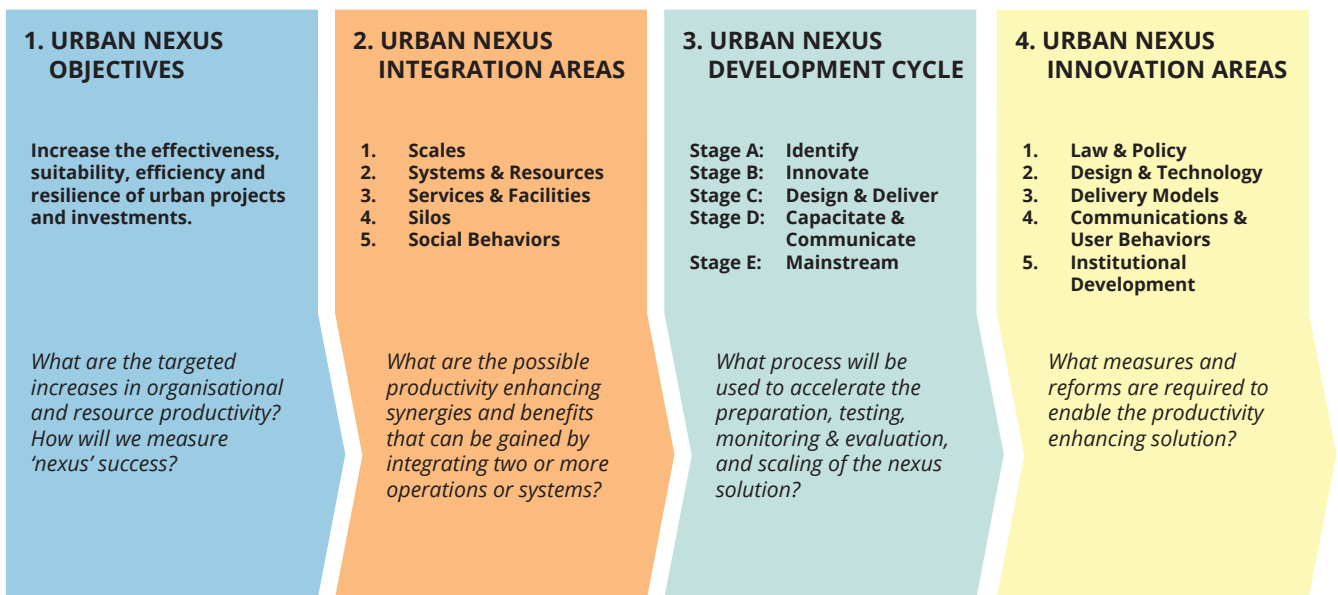 1. URBAN NEXUS
OBJECTIVES
Increase the effectiveness,
suitability, efficiency and
resilience of urban projects
and investments.
What are the targeted
increases in organisational
and resource productivity?
How will we measure
‘nexus’ success?
2. URBAN NEXUS
INTEGRATION AREAS
1. Scales
2. Systems & Resources
3. Services & Facilities
4. Silos
5. Social Behaviors
What are the possible
productivity enhancing
synergies and benefits
that can be gained by
integrating two or more
operations or systems?
3. URBAN NEXUS
DEVELOPMENT CYCLE
Stage A: Identify
Stage B: Innovate
Stage C: Design & Deliver
Stage D: Capacitate &
Communicate
Stage E: Mainstream
What process will be
used to accelerate the
preparation, testing,
monitoring & evaluation,
and scaling of the nexus
solution?
4. URBAN NEXUS
INNOVATION AREAS
1. Law & Policy
2. Design & Technology
3. Delivery Models
4. Communications &
User Behaviors
5. Institutional
Development
What measures and
reforms are required to
enable the productivity
enhancing solution?